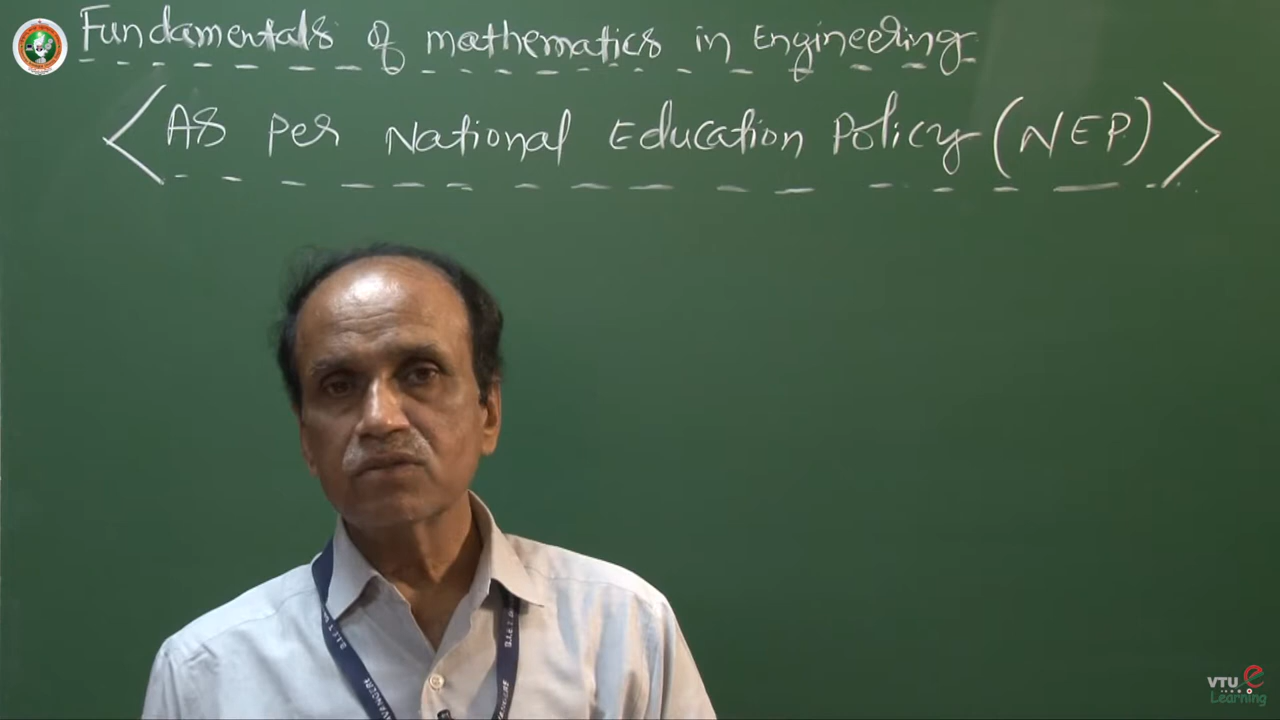 Fundamentals of mathematics in Engineering
<As per National Education Policy (NEP)>
VTU e
Learning